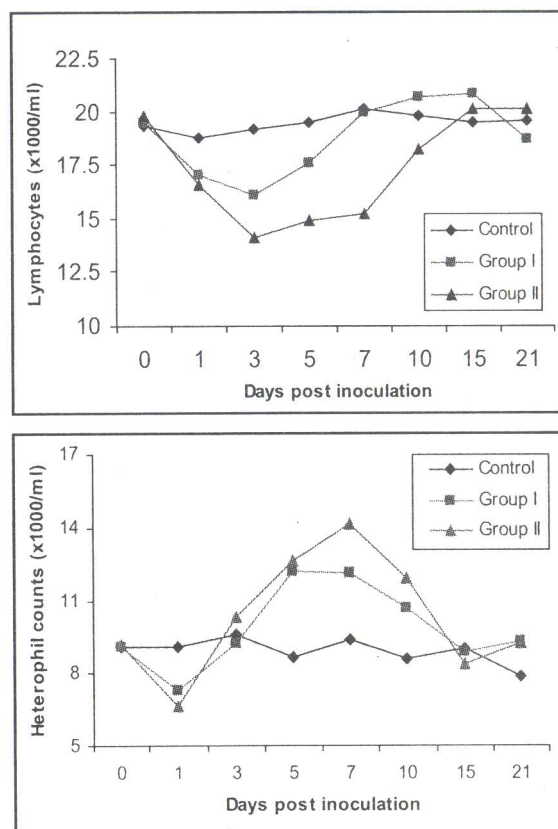 22.5
20
17.5
15
12.5
10
Lymphocytes (x1000/ml)
Control
Group I
Group II
0 1 3 5 7 10 15 21
Days post inoculation
17
14
11
8
5
Heterophil counts (x1000/ml)
Control
Group I
Group II
0 1 3 5 7 10 15 21
Days post inoculation